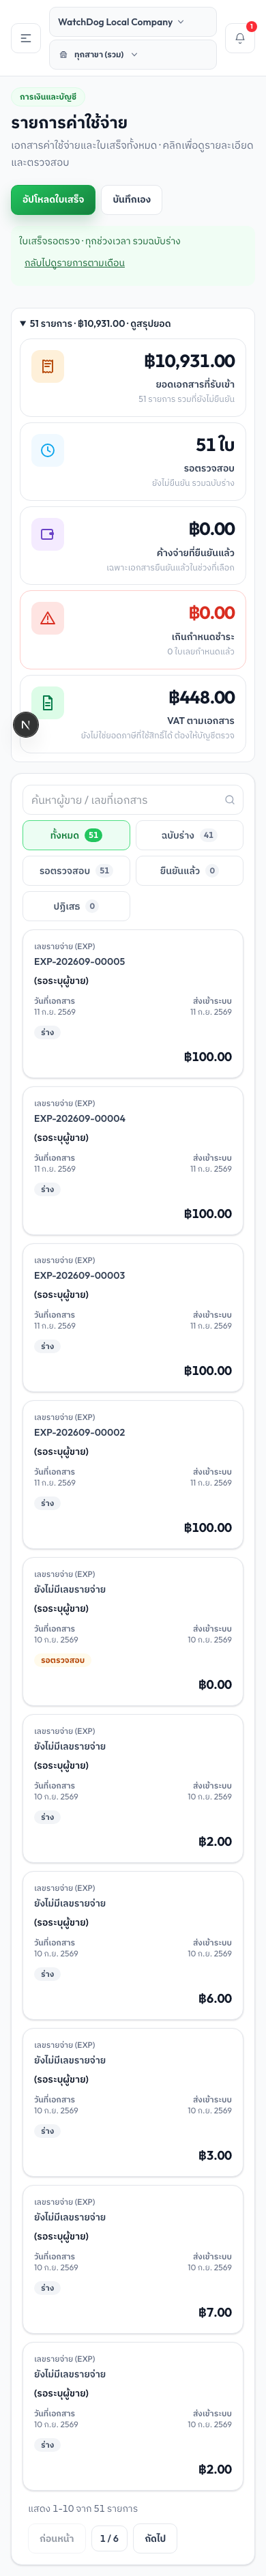 WatchDog Local Company
1
ทุกสาขา (รวม)
การเงินและบัญชี
รายการค่าใช้จ่าย
เอกสารค่าใช้จ่ายและใบเสร็จทั้งหมด · คลิกเพื่อดูรายละเอียด
และตรวจสอบ
อัปโหลดใบเสร็จ
บันทึกเอง
ใบเสร็จรอตรวจ · ทุกช่วงเวลา รวมฉบับร่าง
กลับไปดูรายการตามเดือน
51 รายการ · ฿10,931.00 · ดูสรุปยอด
฿10,931.00
ยอดเอกสารที่รับเข้า
51 รายการ รวมที่ยังไม่ยืนยัน
51 ใบ
รอตรวจสอบ
ยังไม่ยืนยัน รวมฉบับร่าง
฿0.00
ค้างจ่ายที่ยืนยันแล้ว
เฉพาะเอกสารยืนยันแล้วในช่วงที่เลือก
฿0.00
เกินกำหนดชำระ
0 ใบเลยกำหนดแล้ว
฿448.00
VAT ตามเอกสาร
ยังไม่ใช่ยอดภาษีที่ใช้สิทธิ์ได้ ต้องให้บัญชีตรวจ
N
ค้นหาผู้ขาย / เลขที่เอกสาร
ทั้งหมด 51
ฉบับร่าง 41
รอตรวจสอบ 51
ยืนยันแล้ว 0
ปฏิเสธ 0
เลขรายจ่าย (EXP)
EXP-202609-00005
(รอระบุผู้ขาย)
วันที่เอกสาร ส่งเข้าระบบ
11 ก.ย. 2569 11 ก.ย. 2569
ร่าง
฿100.00
เลขรายจ่าย (EXP)
EXP-202609-00004
(รอระบุผู้ขาย)
วันที่เอกสาร ส่งเข้าระบบ
11 ก.ย. 2569 11 ก.ย. 2569
ร่าง
฿100.00
เลขรายจ่าย (EXP)
EXP-202609-00003
(รอระบุผู้ขาย)
วันที่เอกสาร ส่งเข้าระบบ
11 ก.ย. 2569 11 ก.ย. 2569
ร่าง
฿100.00
เลขรายจ่าย (EXP)
EXP-202609-00002
(รอระบุผู้ขาย)
วันที่เอกสาร ส่งเข้าระบบ
11 ก.ย. 2569 11 ก.ย. 2569
ร่าง
฿100.00
เลขรายจ่าย (EXP)
ยังไม่มีเลขรายจ่าย
(รอระบุผู้ขาย)
วันที่เอกสาร ส่งเข้าระบบ
10 ก.ย. 2569 10 ก.ย. 2569
รอตรวจสอบ
฿0.00
เลขรายจ่าย (EXP)
ยังไม่มีเลขรายจ่าย
(รอระบุผู้ขาย)
วันที่เอกสาร ส่งเข้าระบบ
10 ก.ย. 2569 10 ก.ย. 2569
ร่าง
฿2.00
เลขรายจ่าย (EXP)
ยังไม่มีเลขรายจ่าย
(รอระบุผู้ขาย)
วันที่เอกสาร ส่งเข้าระบบ
10 ก.ย. 2569 10 ก.ย. 2569
ร่าง
฿6.00
เลขรายจ่าย (EXP)
ยังไม่มีเลขรายจ่าย
(รอระบุผู้ขาย)
วันที่เอกสาร ส่งเข้าระบบ
10 ก.ย. 2569 10 ก.ย. 2569
ร่าง
฿3.00
เลขรายจ่าย (EXP)
ยังไม่มีเลขรายจ่าย
(รอระบุผู้ขาย)
วันที่เอกสาร ส่งเข้าระบบ
10 ก.ย. 2569 10 ก.ย. 2569
ร่าง
฿7.00
เลขรายจ่าย (EXP)
ยังไม่มีเลขรายจ่าย
(รอระบุผู้ขาย)
วันที่เอกสาร ส่งเข้าระบบ
10 ก.ย. 2569 10 ก.ย. 2569
ร่าง
฿2.00
แสดง 1-10 จาก 51 รายการ
ก่อนหน้า 1 / 6 ถัดไป